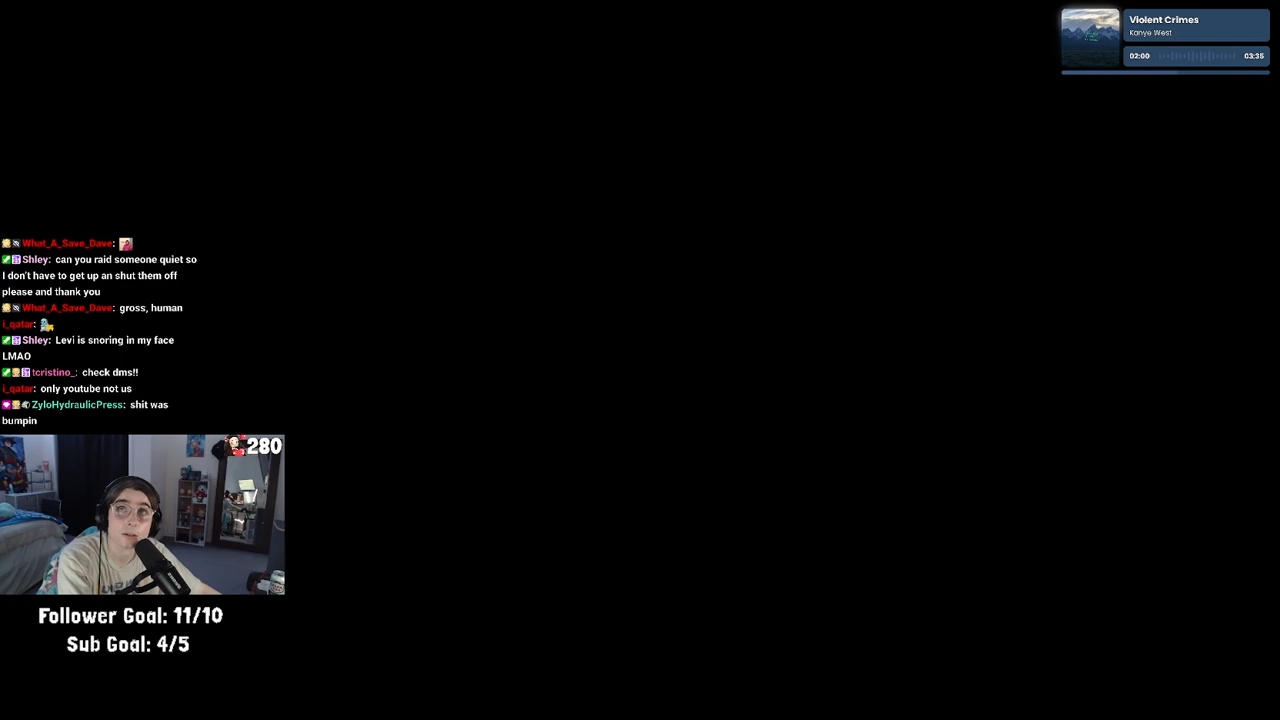 Violent Crimes
Kanye West
02:00 03:35
What_A_Save_Dave:
Shley: can you raid someone quiet so
I don't have to get up an shut them off
please and thank you
What_A_Save_Dave: gross, human
i_qatar:
Shley: Levi is snoring in my face
LMAO
tcristino_: check dms!!
i_qatar: only youtube not us
ZyloHydraulicPress: shit was
bumpin
280
Follower Goal: 11/10
Sub Goal: 4/5